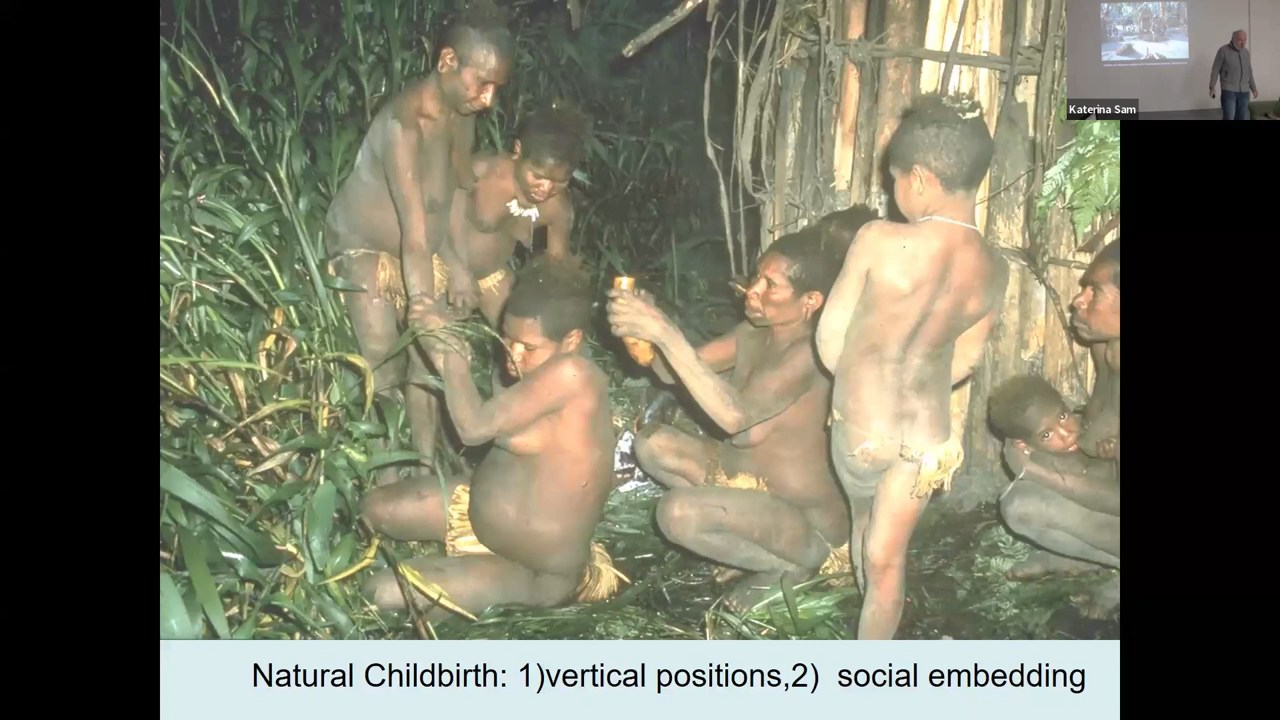 Katerina Sam
Natural Childbirth: 1)vertical positions,2)  social embedding